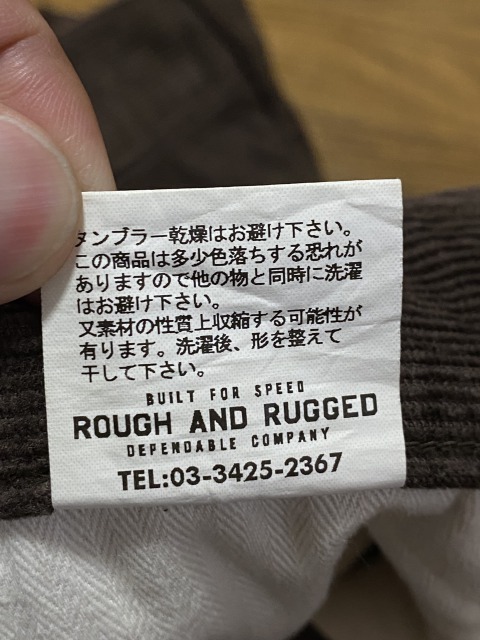 タンブラー乾燥はお避け下さい。
この商品は多少色落ちする恐れが
ありますので他の物と同時に洗濯
はお避け下さい。
又素材の性質上収縮する可能性が
有ります。洗濯後、形を整えて
干して下さい。
BUILT FOR SPEED
ROUGH AND RUGGED
DEPENDABLE COMPANY
TEL:03-3425-2367